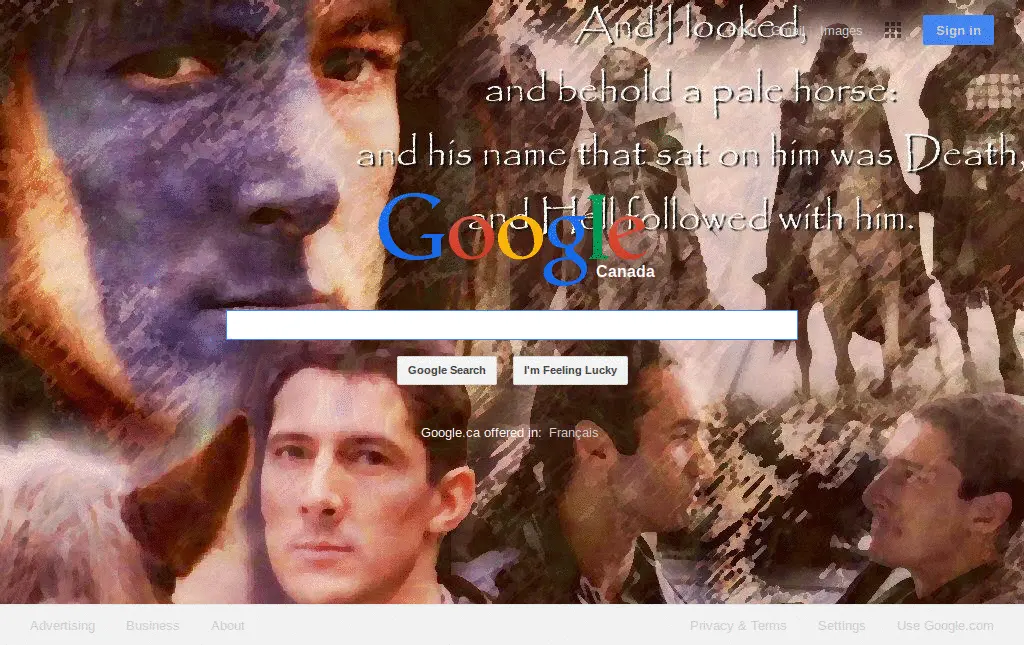 And I looked,
Gmail Images Sign in
and behold a pale horse:
and his name that sat on him was Death,
and Hell followed with him.
Google
Canada
Google Search I'm Feeling Lucky
Google.ca offered in: Français
Advertising Business About Privacy & Terms Settings Use Google.com